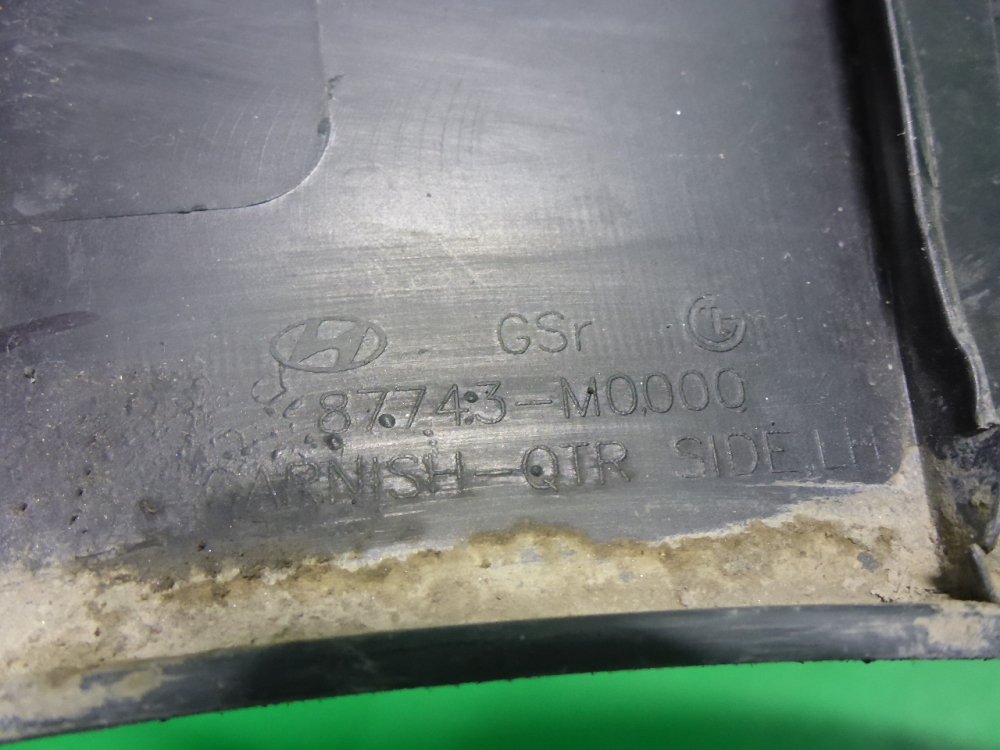 GSr
87743-M0000
GARNISH-QTR SIDE,LH